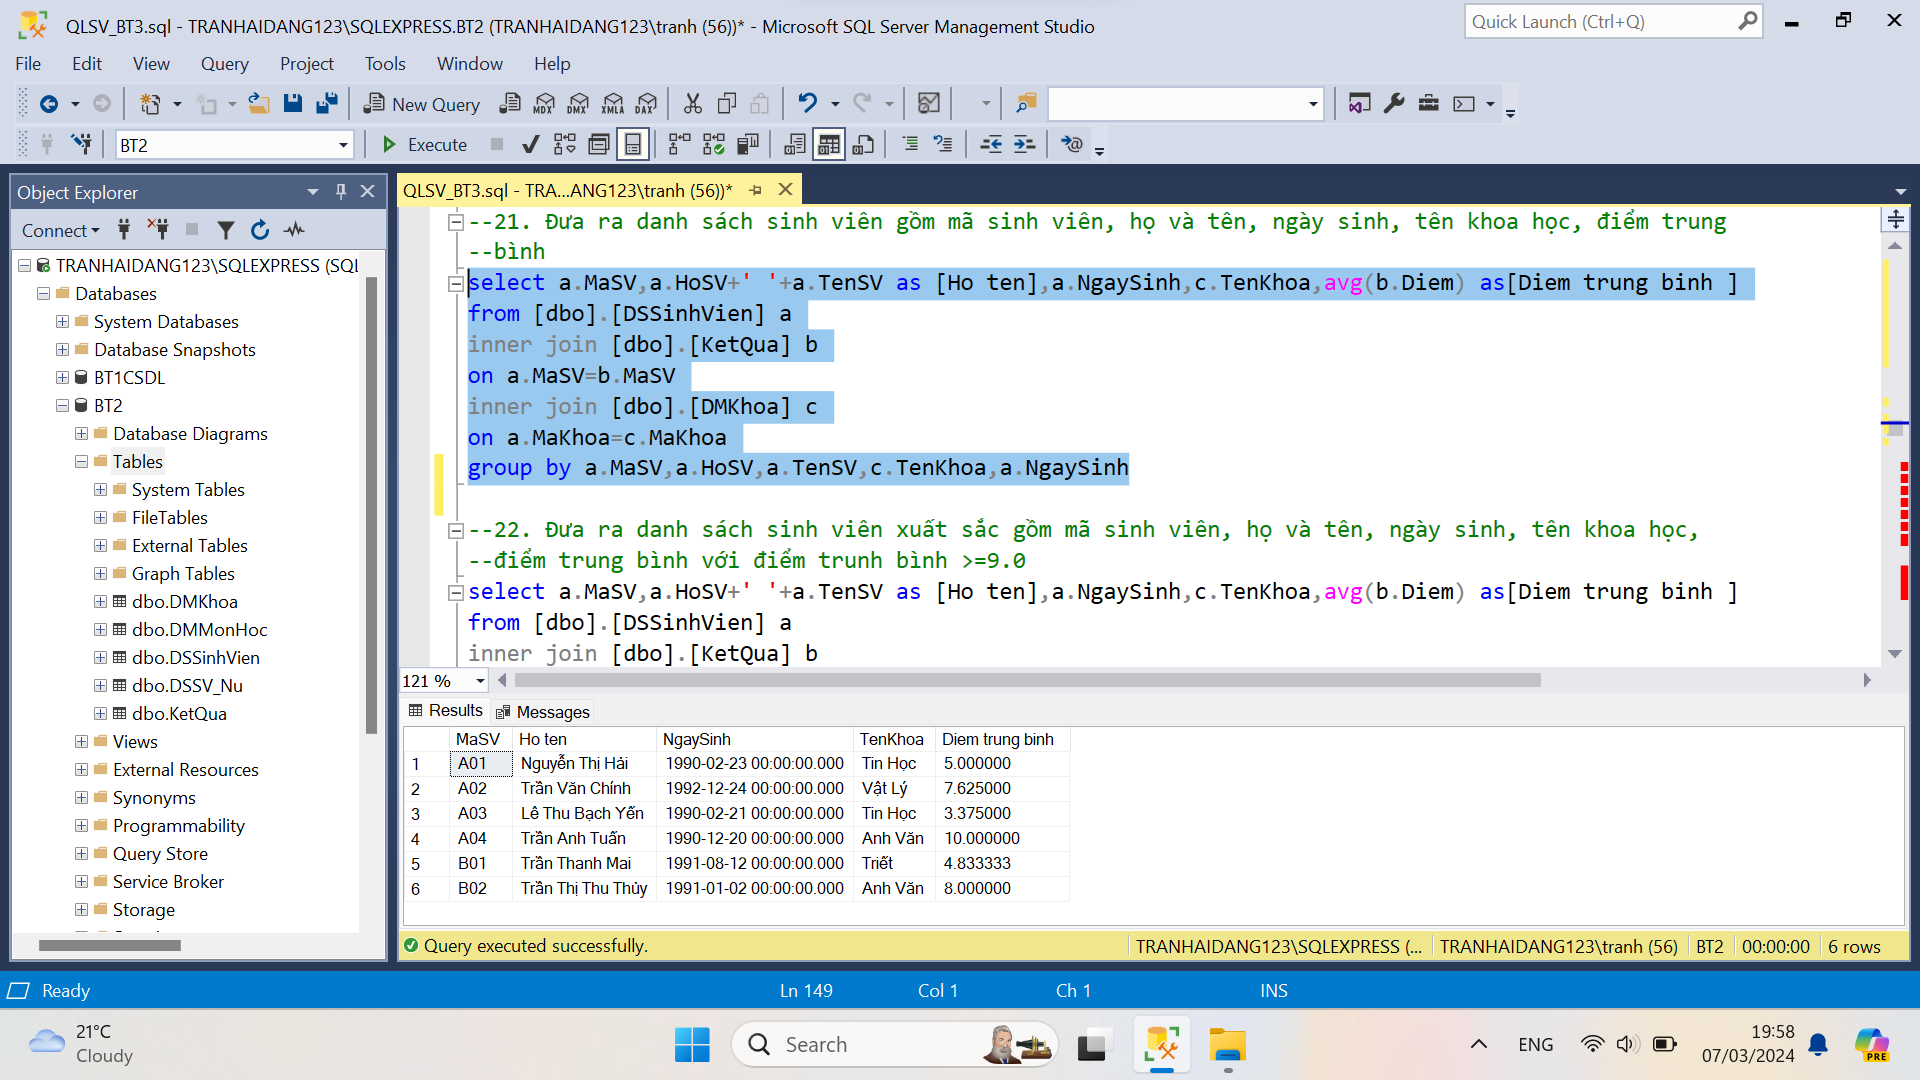 QLSV_BT3.sql - TRANHAIDANG123\SQLEXPRESS.BT2 (TRANHAIDANG123\tranh (56))* - Microsoft SQL Server Management Studio
Quick Launch (Ctrl+Q)
File Edit View Query Project Tools Window Help
New Query MDX DMX XMLA DAX
BT2 Execute
Object Explorer
QLSV_BT3.sql - TRA...ANG123\tranh (56))*
Connect
TRANHAIDANG123\SQLEXPRESS (SQL
Databases
System Databases
Database Snapshots
BT1CSDL
BT2
Database Diagrams
Tables
System Tables
FileTables
External Tables
Graph Tables
dbo.DMKhoa
dbo.DMMonHoc
dbo.DSSinhVien
dbo.DSSV_Nu
dbo.KetQua
Views
External Resources
Synonyms
Programmability
Query Store
Service Broker
Storage
--21. Đưa ra danh sách sinh viên gồm mã sinh viên, họ và tên, ngày sinh, tên khoa học, điểm trung
--bình
select a.MaSV,a.HoSV+' '+a.TenSV as [Ho ten],a.NgaySinh,c.TenKhoa,avg(b.Diem) as[Diem trung binh ]
from [dbo].[DSSinhVien] a
inner join [dbo].[KetQua] b
on a.MaSV=b.MaSV
inner join [dbo].[DMKhoa] c
on a.MaKhoa=c.MaKhoa
group by a.MaSV,a.HoSV,a.TenSV,c.TenKhoa,a.NgaySinh
--22. Đưa ra danh sách sinh viên xuất sắc gồm mã sinh viên, họ và tên, ngày sinh, tên khoa học,
--điểm trung bình với điểm trunh bình >=9.0
select a.MaSV,a.HoSV+' '+a.TenSV as [Ho ten],a.NgaySinh,c.TenKhoa,avg(b.Diem) as[Diem trung binh ]
from [dbo].[DSSinhVien] a
inner join [dbo].[KetQua] b
121 %
Results Messages
MaSV Ho ten NgaySinh TenKhoa Diem trung binh
1 A01 Nguyễn Thị Hải 1990-02-23 00:00:00.000 Tin Học 5.000000
2 A02 Trần Văn Chính 1992-12-24 00:00:00.000 Vật Lý 7.625000
3 A03 Lê Thu Bạch Yến 1990-02-21 00:00:00.000 Tin Học 3.375000
4 A04 Trần Anh Tuấn 1990-12-20 00:00:00.000 Anh Văn 10.000000
5 B01 Trần Thanh Mai 1991-08-12 00:00:00.000 Triết 4.833333
6 B02 Trần Thị Thu Thủy 1991-01-02 00:00:00.000 Anh Văn 8.000000
Query executed successfully. TRANHAIDANG123\SQLEXPRESS (... TRANHAIDANG123\tranh (56) BT2 00:00:00 6 rows
Ready Ln 149 Col 1 Ch 1 INS
21°C
Cloudy
Search
ENG
19:58
07/03/2024
PRE